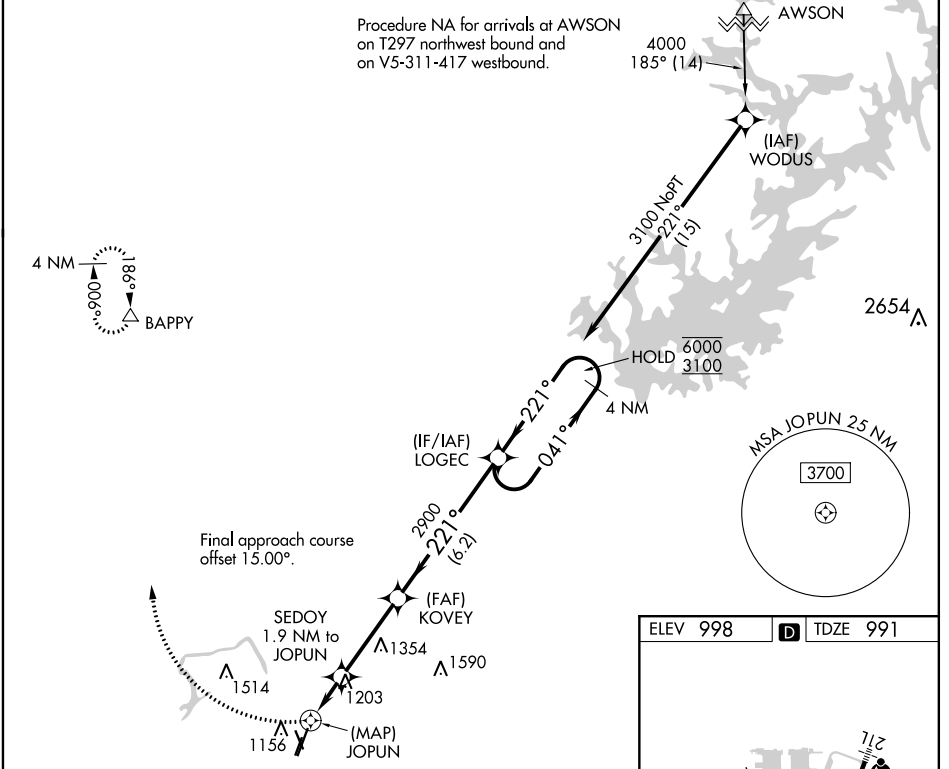 Procedure NA for arrivals at AWSON
on T297 northwest bound and
on V5-311-417 westbound.
AWSON
4000
185° (14)
(IAF)
WODUS
3100 NoPT
221°
(15)
4 NM
186°
006°
BAPPY
2654
HOLD
6000
3100
4 NM
221°
041°
(IF/IAF)
LOGEC
MSA JOPUN 25 NM
3700
2900
221°
(6.2)
Final approach course
offset 15.00°.
(FAF)
KOVEY
SEDOY
1.9 NM to
JOPUN
1354
1590
1514
1203
1156
(MAP)
JOPUN
ELEV 998
D
TDZE 991
21L